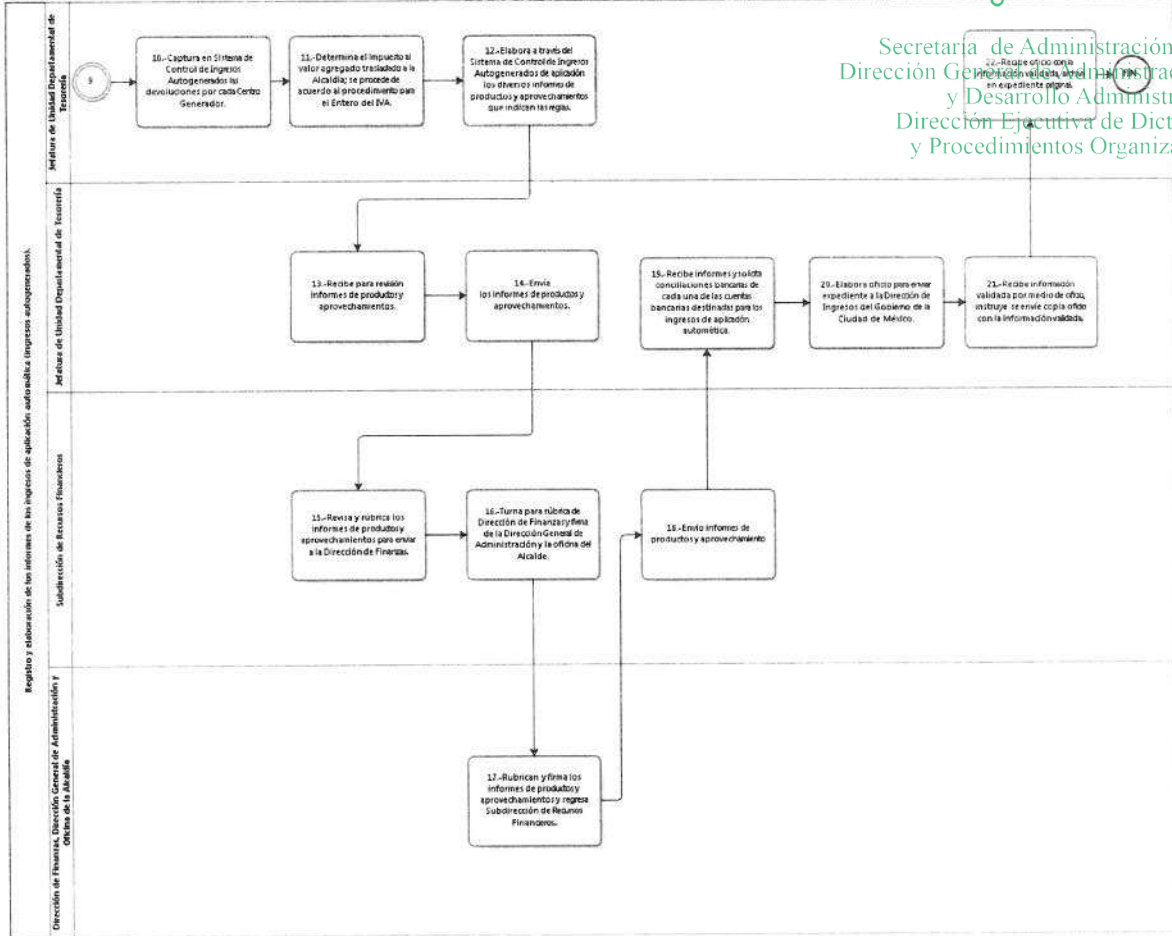 Secretaría de Administración
Dirección General de Administrac
y Desarrollo Administr
Dirección Ejecutiva de Dict
y Procedimientos Organiza
Registro y elaboración de los informes de los ingresos de aplicación automática (ingresos autogenerados).
Jefatura de Unidad Departamental de
Tesorería
9
10.-Captura en Sistema de
Control de Ingresos
Autogenerados las
devoluciones por cada Centro
Generador.
11.-Determina el impuesto al
valor agregado trasladado a la
Alcaldía; se procede de
acuerdo al procedimiento para
el Entero del IVA.
12.-Elabora a través del
Sistema de Control de Ingresos
Autogenerados de aplicación
los diversos informes de
productos y aprovechamientos
que indican las reglas.
22.-Recibe oficio con la
información validada,
en expediente original.
FIN
Jefatura de Unidad Departamental de Tesorería
13.-Recibe para revisión
informes de productos y
aprovechamientos.
14.-Envía
los informes de productos y
aprovechamientos.
19.-Recibe informes y solicita
conciliaciones bancarias de
cada una de las cuentas
bancarias destinadas para los
ingresos de aplicación
automática.
20.-Elabora oficio para enviar
expediente a la Dirección de
Ingresos del Gobierno de la
Ciudad de México.
21.-Recibe información
validada por medio de oficio,
instruye se envíe copia oficio
con la información validada.
Subdirección de Recursos Financieros
15.-Revisa y rúbrica los
informes de productos y
aprovechamientos para enviar
a la Dirección de Finanzas.
16.-Turna para rúbrica de
Dirección de Finanzas y firma
de la Dirección General de
Administración y la oficina del
Alcalde.
18.-Envío informes de
productos y aprovechamiento
Dirección de Finanzas, Dirección General de Administración y
Oficina de la Alcaldía
17.-Rubrican y firma los
informes de productos y
aprovechamientos y regresa
Subdirección de Recursos
Financieros.